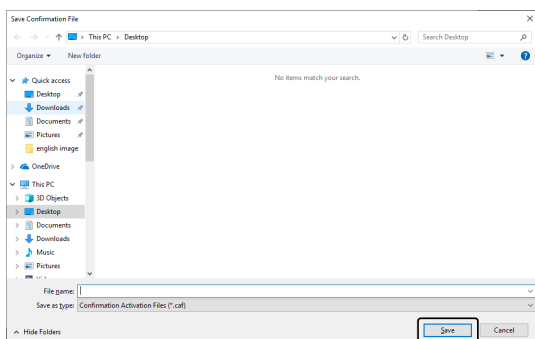 Save Confirmation File
This PC > Desktop
Search Desktop
Organize
New folder
No items match your search.
Quick access
Desktop
Downloads
Documents
Pictures
english image
OneDrive
This PC
3D Objects
Desktop
Documents
Downloads
Music
Pictures
File name:
Save as type: Confirmation Activation Files (*.caf)
Hide Folders
Save
Cancel